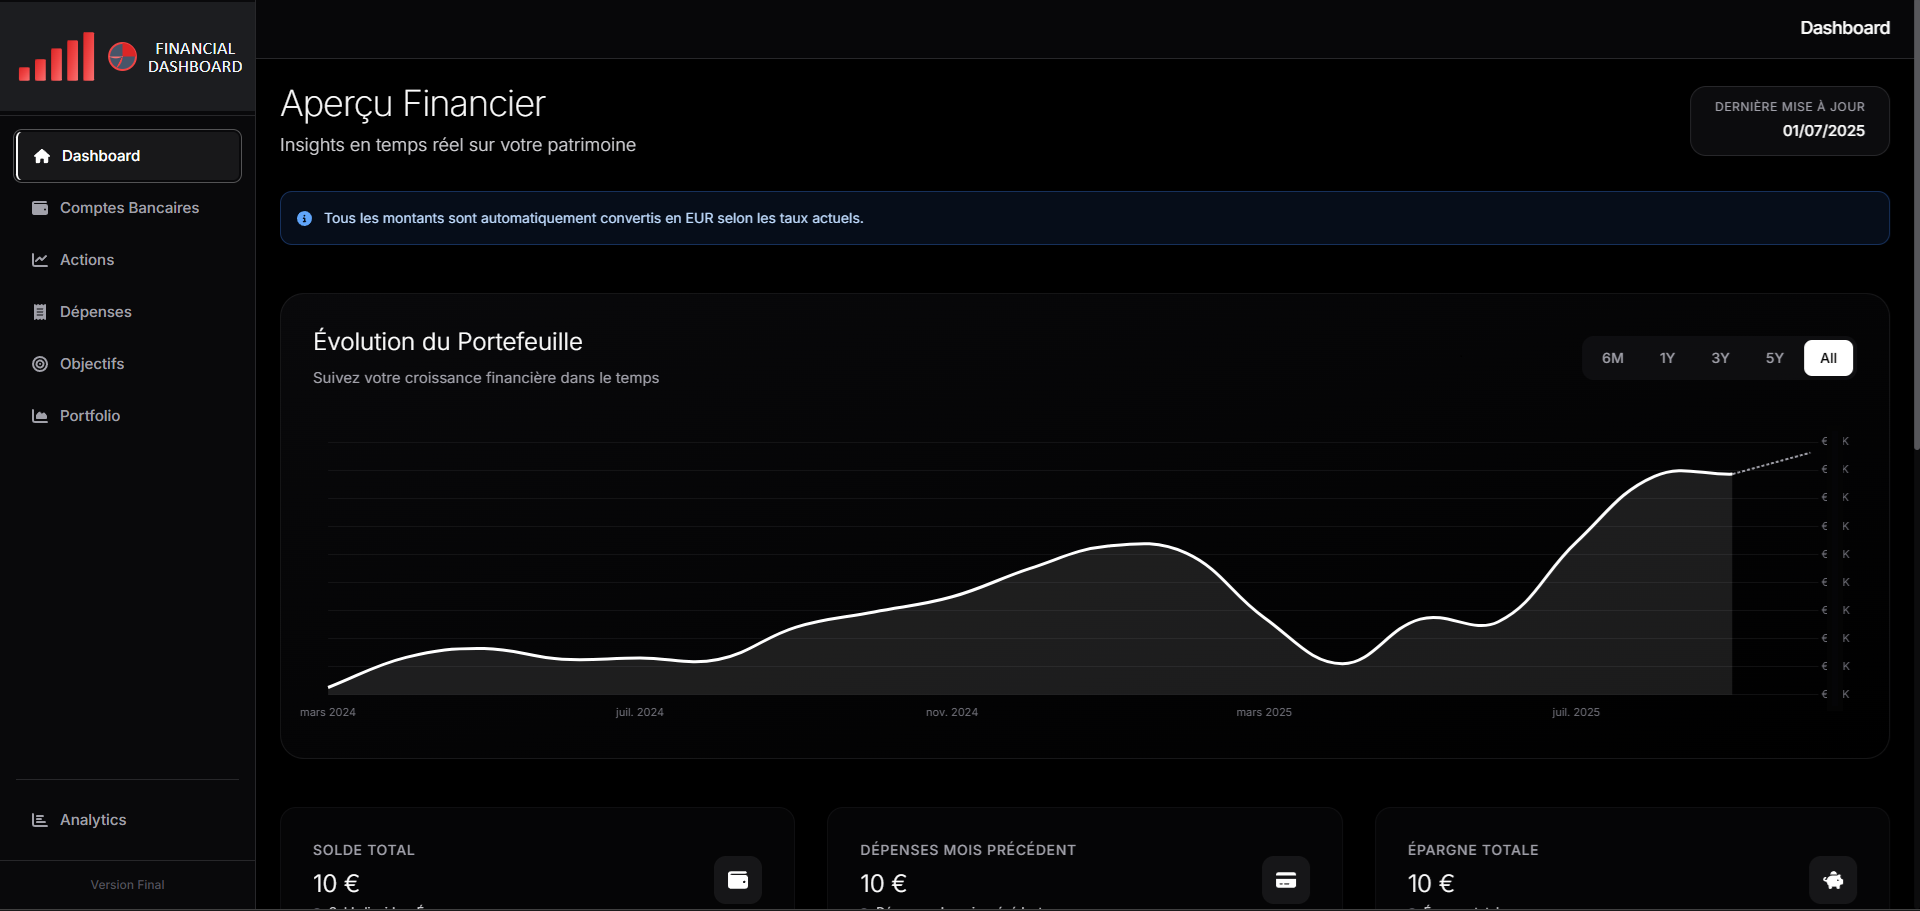 FINANCIAL
DASHBOARD
Dashboard
Dashboard
Comptes Bancaires
Actions
Dépenses
Objectifs
Portfolio
Analytics
Version Final
Aperçu Financier
Insights en temps réel sur votre patrimoine
DERNIÈRE MISE À JOUR
01/07/2025
Tous les montants sont automatiquement convertis en EUR selon les taux actuels.
Évolution du Portefeuille
Suivez votre croissance financière dans le temps
6M 1Y 3Y 5Y All
€ K
€ K
€ K
€ K
€ K
€ K
€ K
€ K
€ K
€ K
mars 2024 juil. 2024 nov. 2024 mars 2025 juil. 2025
SOLDE TOTAL
10 €
DÉPENSES MOIS PRÉCÉDENT
10 €
ÉPARGNE TOTALE
10 €